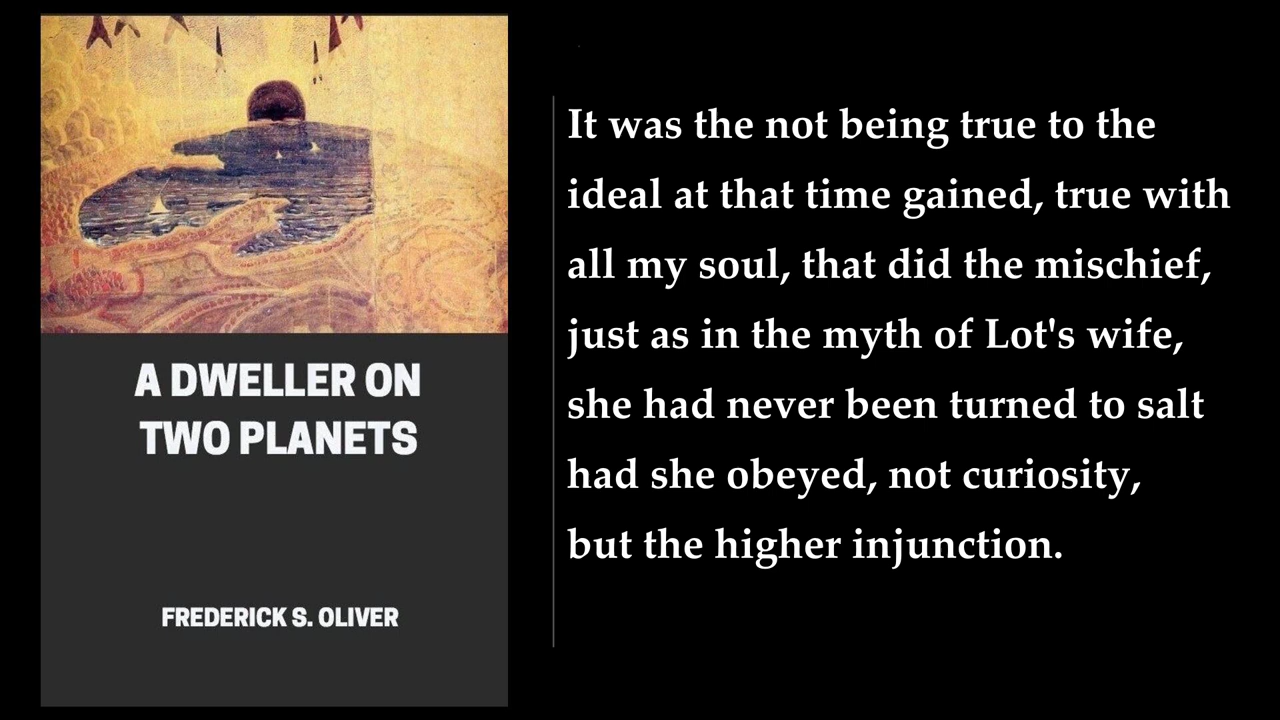 A DWELLER ON
TWO PLANETS
FREDERICK S. OLIVER
It was the not being true to the
ideal at that time gained, true with
all my soul, that did the mischief,
just as in the myth of Lot's wife,
she had never been turned to salt
had she obeyed, not curiosity,
but the higher injunction.